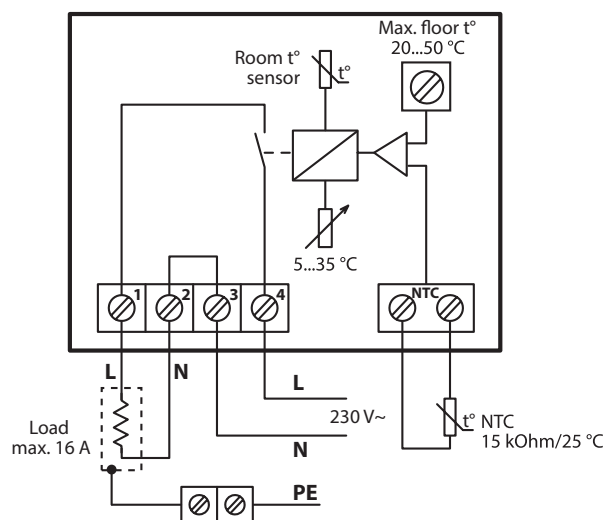 Max. floor t°
20...50 °C
Room t°
sensor
t°
5...35 °C
1 2 3 4
NTC
L N
L
230 V~
N
Load
max. 16 A
t° NTC
15 kOhm/25 °C
PE